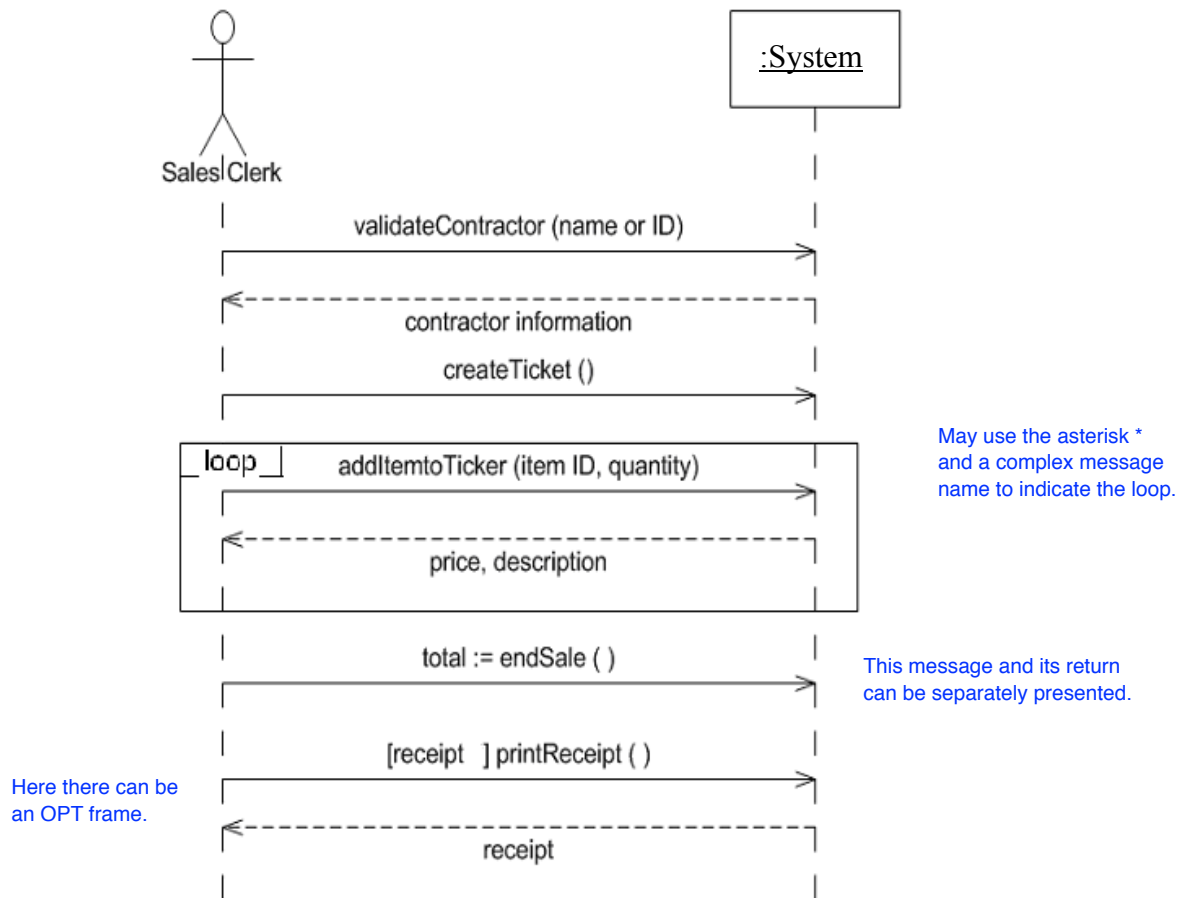 :System
Sales Clerk
validateContractor (name or ID)
contractor information
createTicket ()
loop
addItemtoTicker (item ID, quantity)
May use the asterisk *
and a complex message
name to indicate the loop.
price, description
total := endSale ( )
This message and its return
can be separately presented.
[receipt ] printReceipt ( )
Here there can be
an OPT frame.
receipt